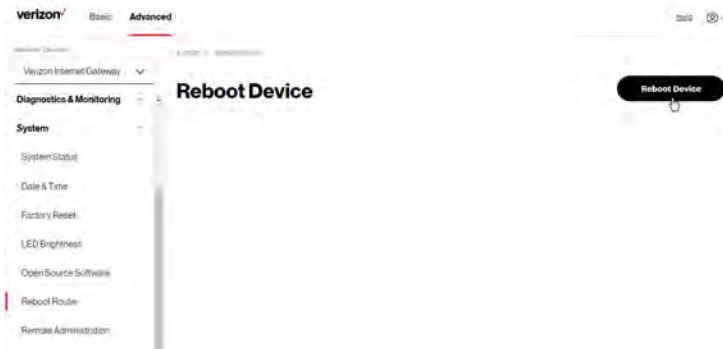 verizon
Basic
Advanced
Help
Verizon Internet Gateway
Diagnostics & Monitoring
Reboot Device
Reboot Device
System
System Status
Date & Time
Factory Reset
LED Brightness
Open Source Software
Reboot Router
Remote Administration